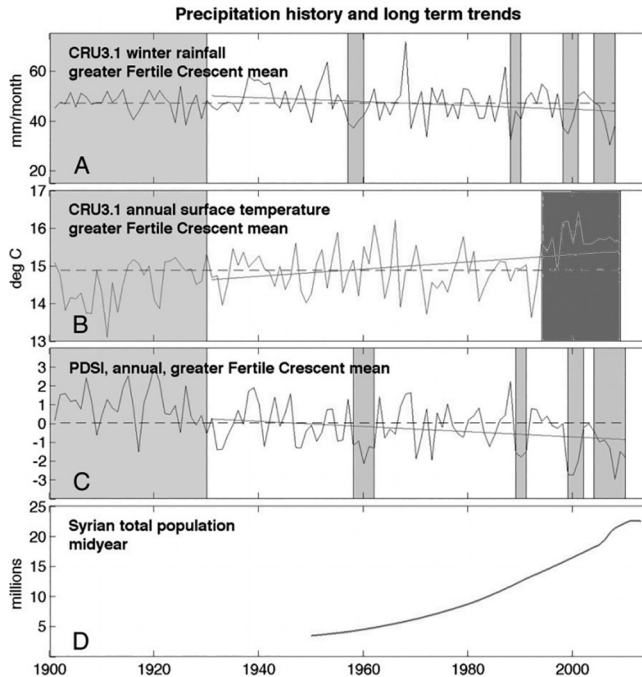 Precipitation history and long term trends
CRU3.1 winter rainfall
greater Fertile Crescent mean
mm/month
60
40
20
A
CRU3.1 annual surface temperature
greater Fertile Crescent mean
deg C
17
16
15
14
13
B
PDSI, annual, greater Fertile Crescent mean
3
2
1
0
-1
-2
-3
C
Syrian total population
midyear
millions
25
20
15
10
5
D
1900 1920 1940 1960 1980 2000